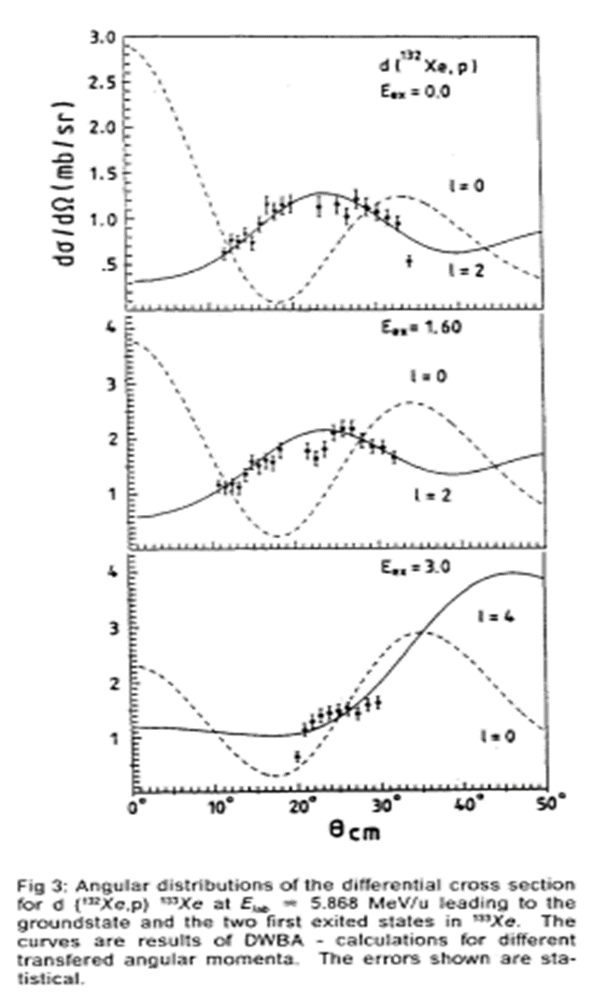 3.0
d(¹³²Xe,p)
Eₑₓ = 0.0
2.5
2.0
1.5
l = 0
1.0
.5
l = 2
dσ/dΩ (mb/sr)
4
Eₑₓ = 1.60
l = 0
3
2
1
l = 2
4
Eₑₓ = 3.0
3
l = 4
2
1
l = 0
0° 10° 20° 30° 40° 50°
θcm
Fig 3: Angular distributions of the differential cross section
for d (¹³²Xe,p) ¹³³Xe at Eₗₐb = 5.868 MeV/u leading to the
groundstate and the two first exited states in ¹³³Xe. The
curves are results of DWBA - calculations for different
transfered angular momenta. The errors shown are sta-
tistical.